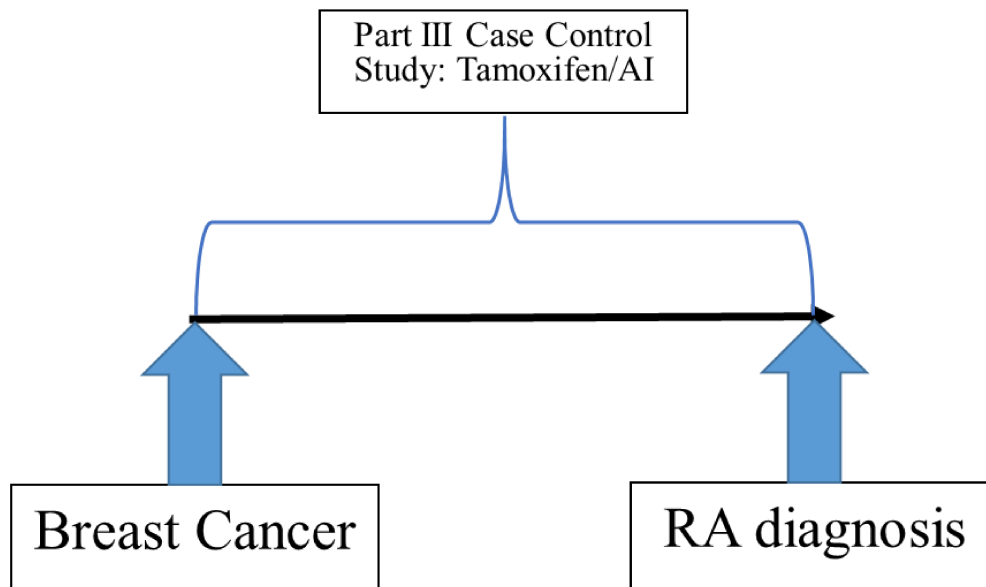 Part III Case Control
Study: Tamoxifen/AI
Breast Cancer
RA diagnosis